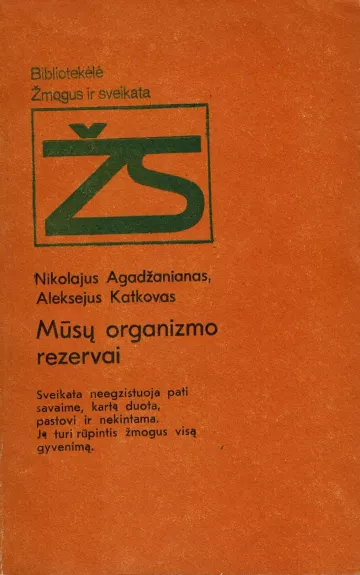 Bibliotekėlė
Žmogus ir sveikata
ŽS
Nikolajus Agadžanianas,
Aleksejus Katkovas
Mūsų organizmo
rezervai
Sveikata neegzistuoja pati
savaime, kartą duota,
pastovi ir nekintama.
Ja turi rūpintis žmogus visą
gyvenimą.